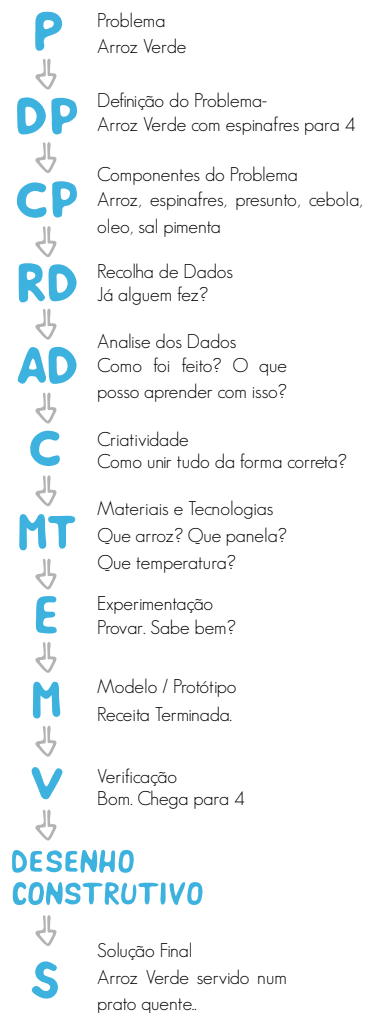 P
Problema
Arroz Verde
DP
Definição do Problema-
Arroz Verde com espinafres para 4
CP
Componentes do Problema
Arroz, espinafres, presunto, cebola,
oleo, sal pimenta
RD
Recolha de Dados
Já alguem fez?
AD
Analise dos Dados
Como foi feito? O que
posso aprender com isso?
C
Criatividade
Como unir tudo da forma correta?
MT
Materiais e Tecnologias
Que arroz? Que panela?
Que temperatura?
E
Experimentação
Provar. Sabe bem?
M
Modelo / Protótipo
Receita Terminada.
V
Verificação
Bom. Chega para 4
DESENHO
CONSTRUTIVO
S
Solução Final
Arroz Verde servido num
prato quente..